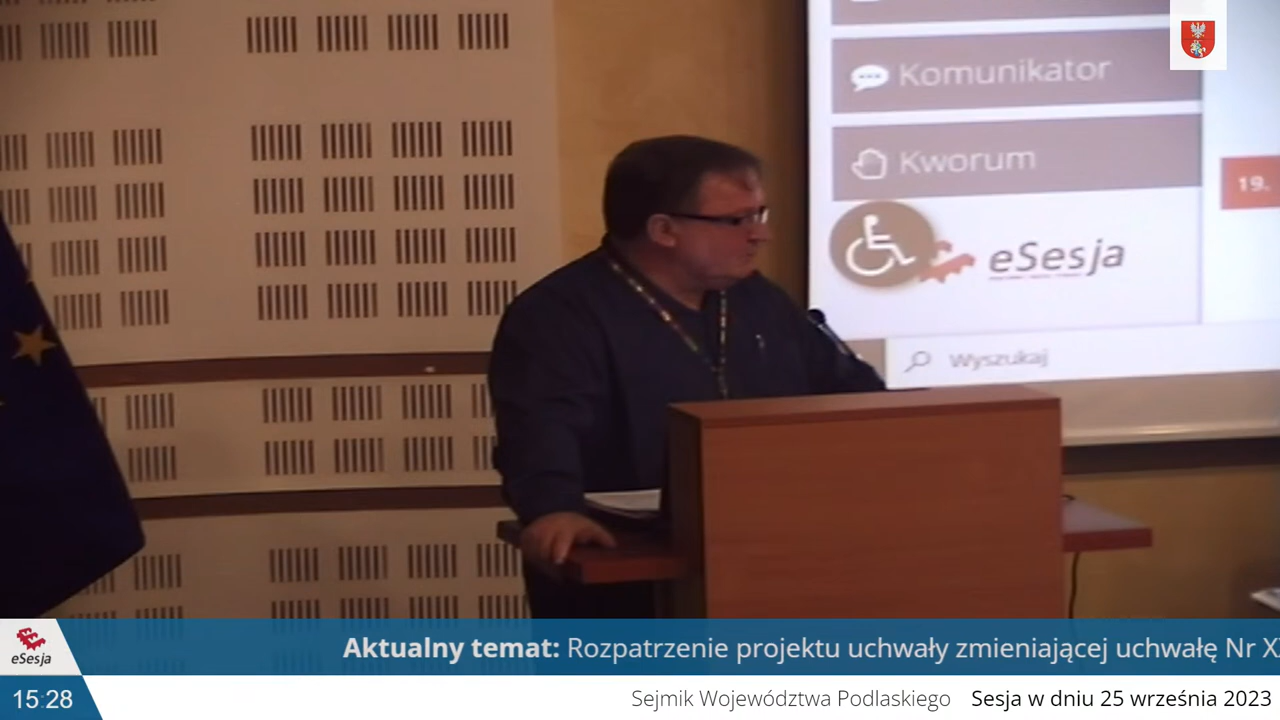 Komunikator
Kworum
19.
eSesja
Wyszukaj
Aktualny temat: Rozpatrzenie projektu uchwały zmieniającej uchwałę Nr
eSesja
15:28
Sejmik Województwa Podlaskiego Sesja w dniu 25 września 2023